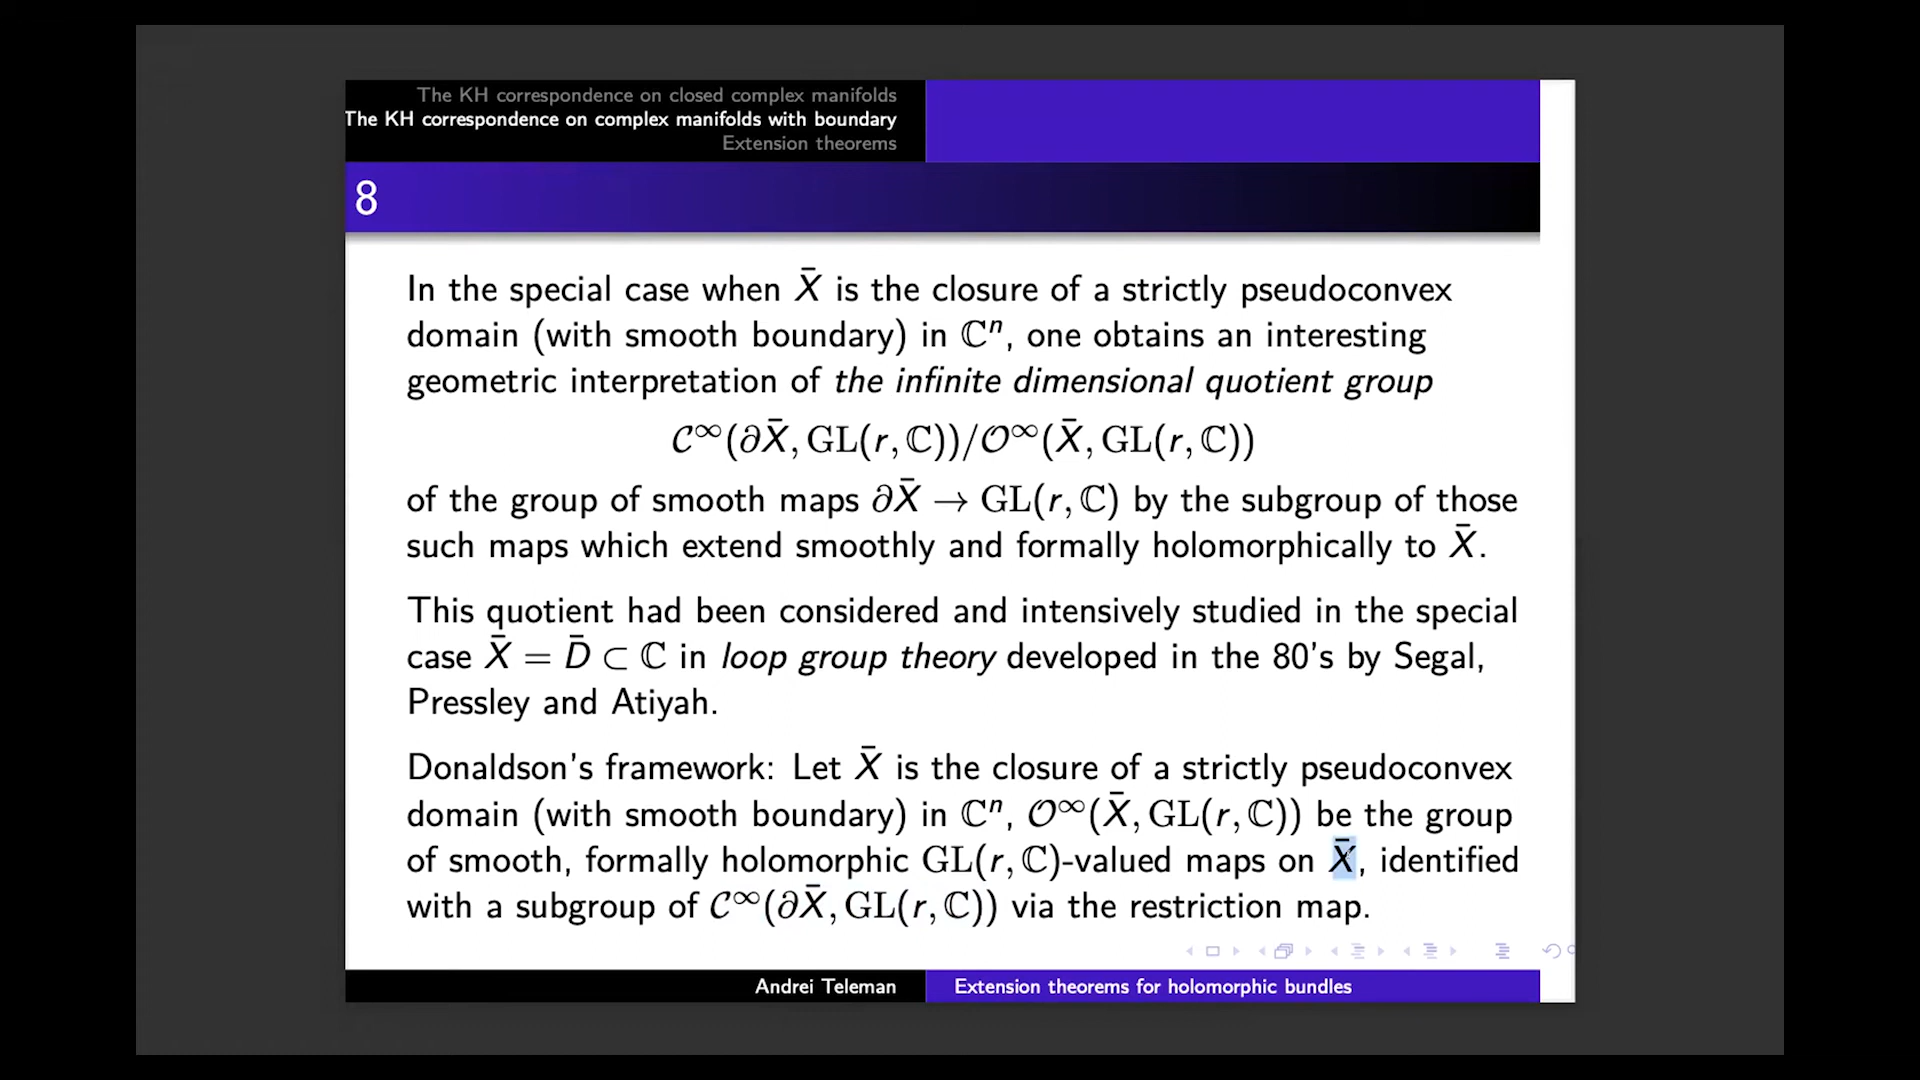 The KH correspondence on closed complex manifolds
The KH correspondence on complex manifolds with boundary
Extension theorems
8
In the special case when X̄ is the closure of a strictly pseudoconvex
domain (with smooth boundary) in ℂⁿ, one obtains an interesting
geometric interpretation of the infinite dimensional quotient group
𝒞^∞(∂X̄, GL(r, ℂ))/𝒪^∞(X̄, GL(r, ℂ))
of the group of smooth maps ∂X̄ → GL(r, ℂ) by the subgroup of those
such maps which extend smoothly and formally holomorphically to X̄.
This quotient had been considered and intensively studied in the special
case X̄ = D̄ ⊂ ℂ in loop group theory developed in the 80's by Segal,
Pressley and Atiyah.
Donaldson's framework: Let X̄ is the closure of a strictly pseudoconvex
domain (with smooth boundary) in ℂⁿ, 𝒪^∞(X̄, GL(r, ℂ)) be the group
of smooth, formally holomorphic GL(r, ℂ)-valued maps on X̄, identified
with a subgroup of 𝒞^∞(∂X̄, GL(r, ℂ)) via the restriction map.
Andrei Teleman
Extension theorems for holomorphic bundles